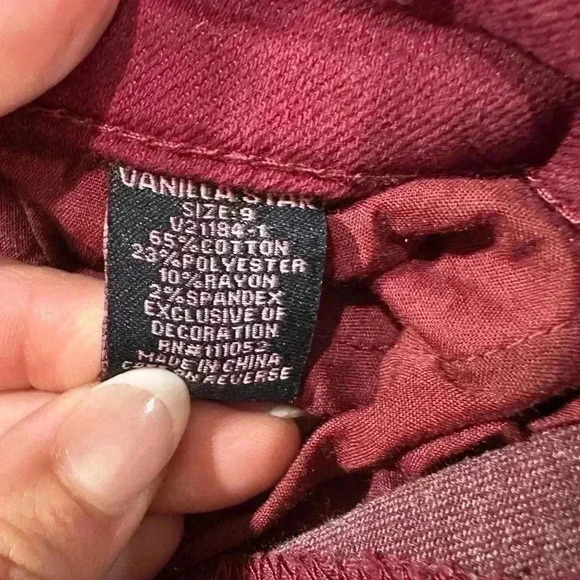 VANILLA STAR
SIZE:9
V21184-L
65%COTTON
23%POLYESTER
10%RAYON
2%SPANDEX
EXCLUSIVE OF
DECORATION
RN#111052
MADE IN CHINA
REVERSE